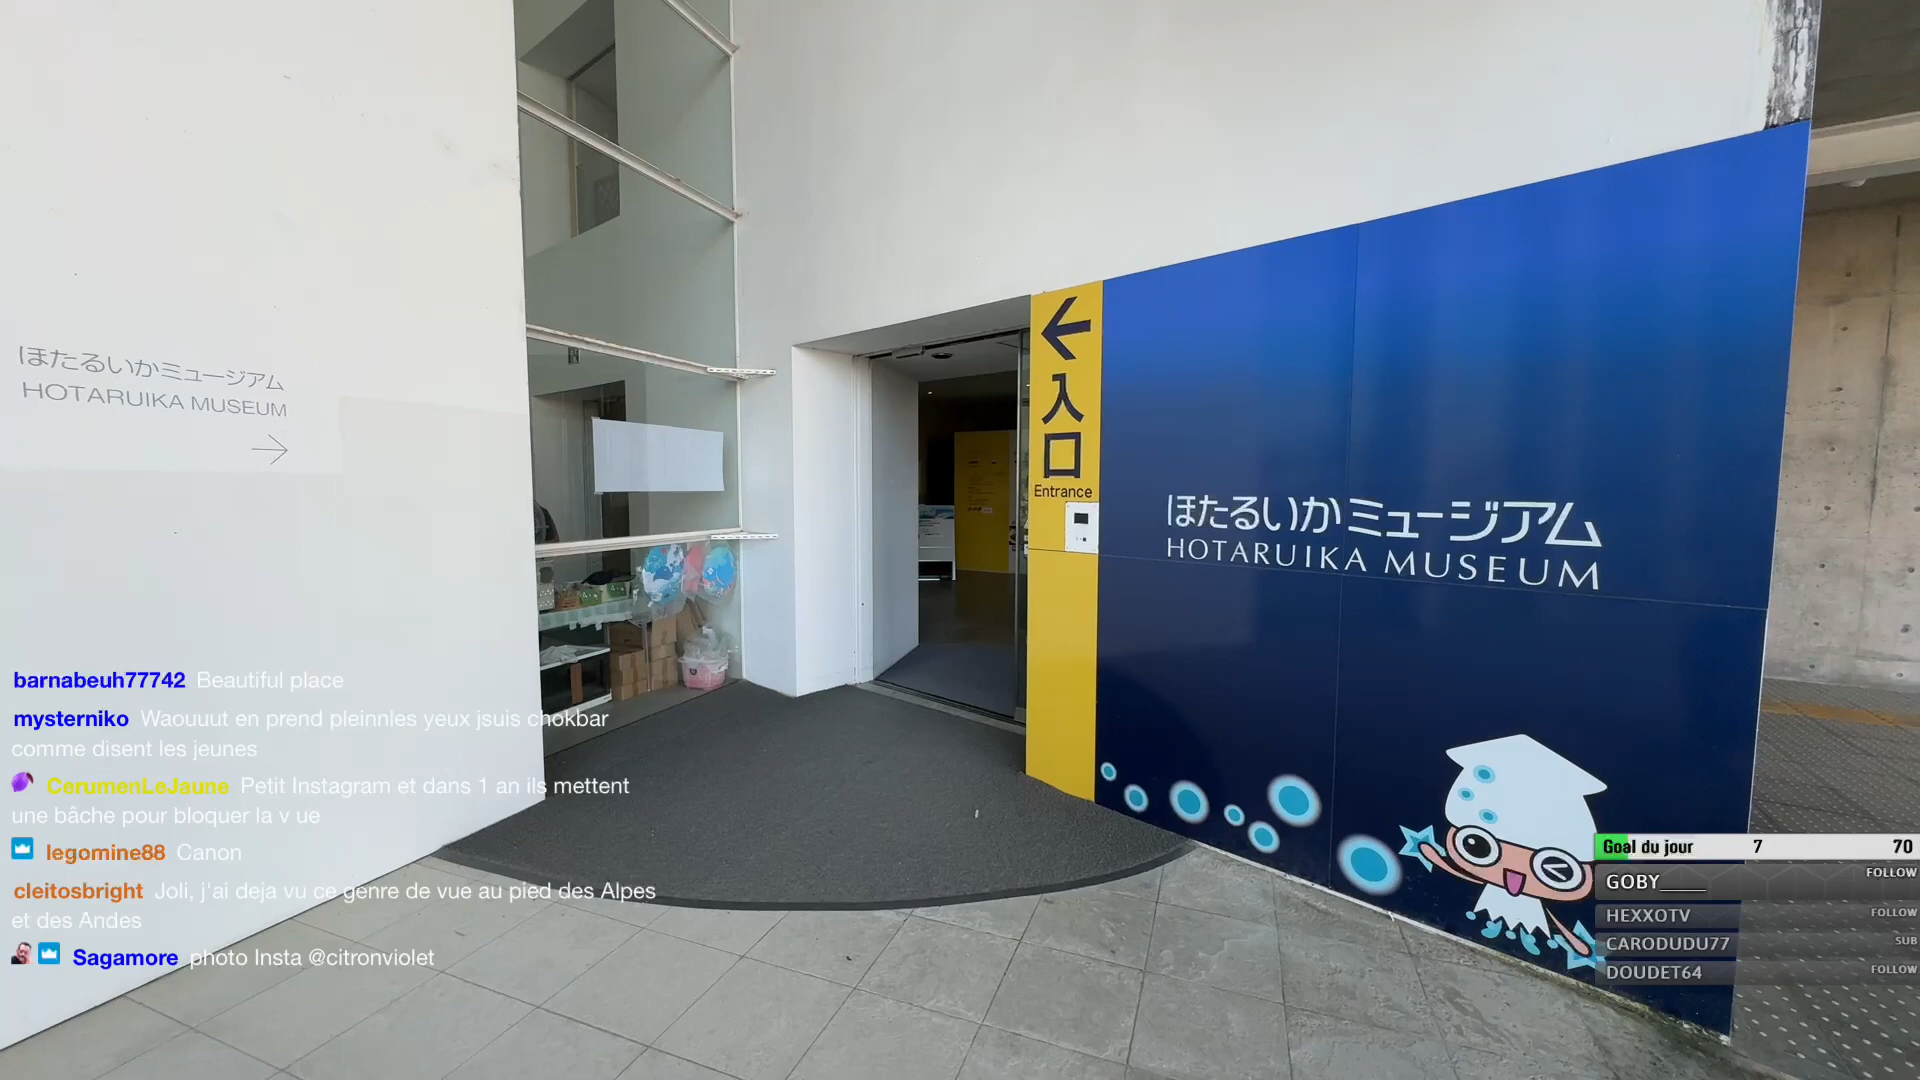 ほたるいかミュージアム
HOTARUIKA MUSEUM
入口
Entrance
ほたるいかミュージアム
HOTARUIKA MUSEUM
barnabeuh77742 Beautiful place
mysterniko Waouuut en prend pleinnles yeux jsuis chokbar
comme disent les jeunes
CerumenLeJaune Petit Instagram et dans 1 an ils mettent
une bâche pour bloquer la v ue
legomine88 Canon
cleitosbright Joli, j'ai deja vu ce genre de vue au pied des Alpes
et des Andes
Sagamore photo Insta @citronviolet
Goal du jour 7 70
GOBY_____ FOLLOW
HEXXOTV FOLLOW
CARODUDU77 SUB
DOUDET64 FOLLOW